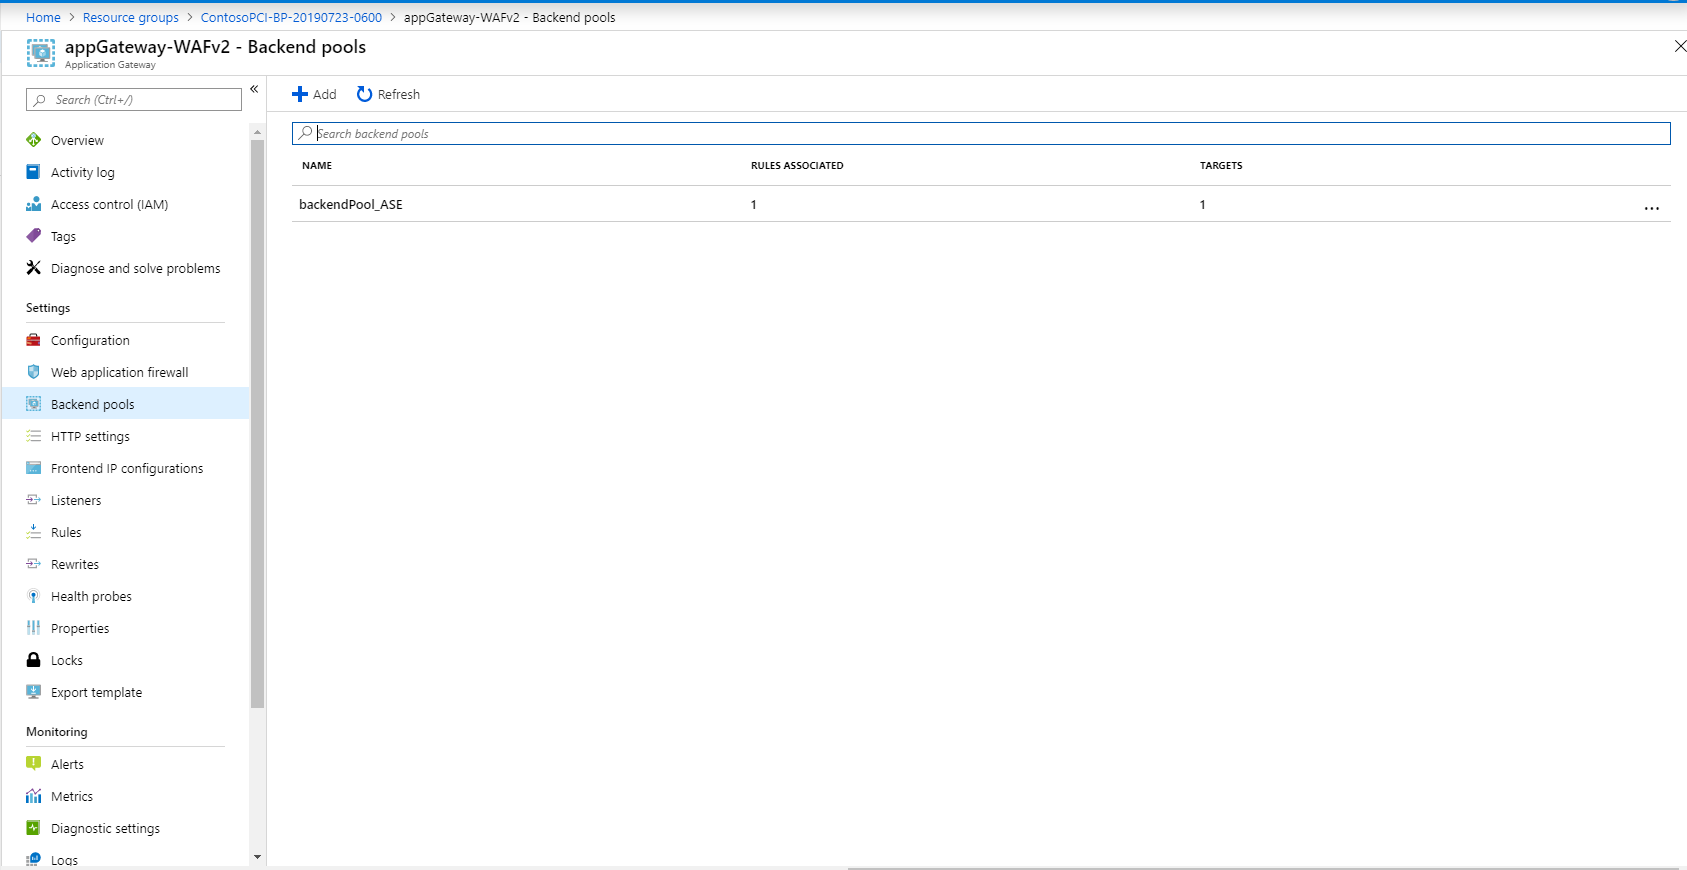 Home > Resource groups > ContosoPCI-BP-20190723-0600 > appGateway-WAFv2 - Backend pools
appGateway-WAFv2 - Backend pools
Application Gateway
Search (Ctrl+/)
«
Overview
Activity log
Access control (IAM)
Tags
Diagnose and solve problems
Settings
Configuration
Web application firewall
Backend pools
HTTP settings
Frontend IP configurations
Listeners
Rules
Rewrites
Health probes
Properties
Locks
Export template
Monitoring
Alerts
Metrics
Diagnostic settings
Logs
Add Refresh
Search backend pools
NAME RULES ASSOCIATED TARGETS
backendPool_ASE 1 1 ...